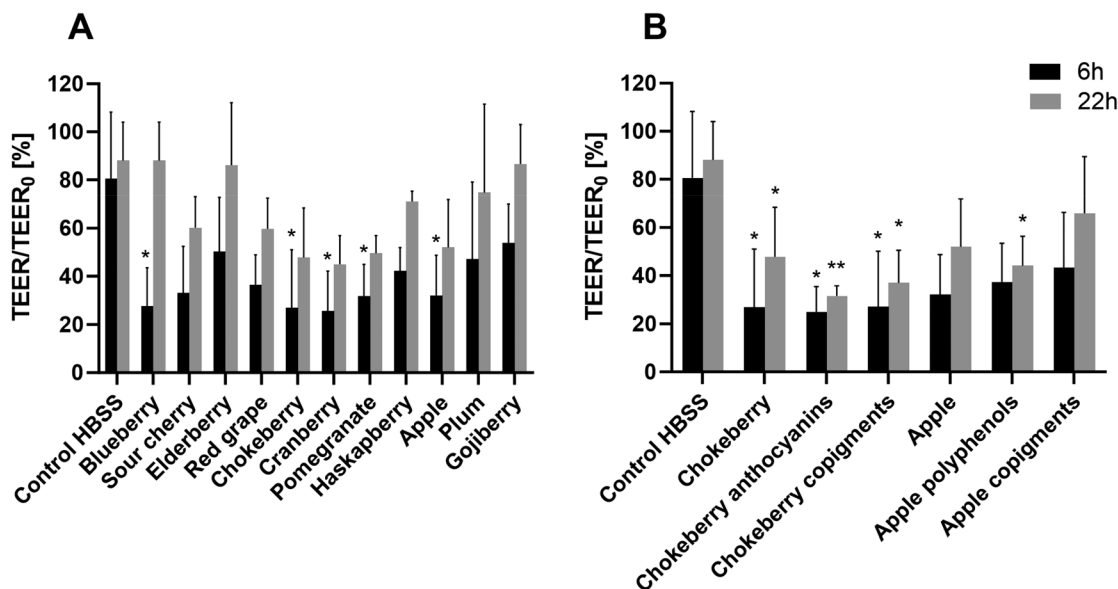 A
TEER/TEER0 [%]
120
100
80
60
40
20
0
*
*
*
*
*
Control HBSS
Blueberry
Sour cherry
Elderberry
Red grape
Chokeberry
Cranberry
Pomegranate
Haskapberry
Apple
Plum
Gojiberry
B
6h
22h
TEER/TEER0 [%]
120
100
80
60
40
20
0
*
*
*
**
*
*
*
Control HBSS
Chokeberry
Chokeberry anthocyanins
Chokeberry copigments
Apple
Apple polyphenols
Apple copigments